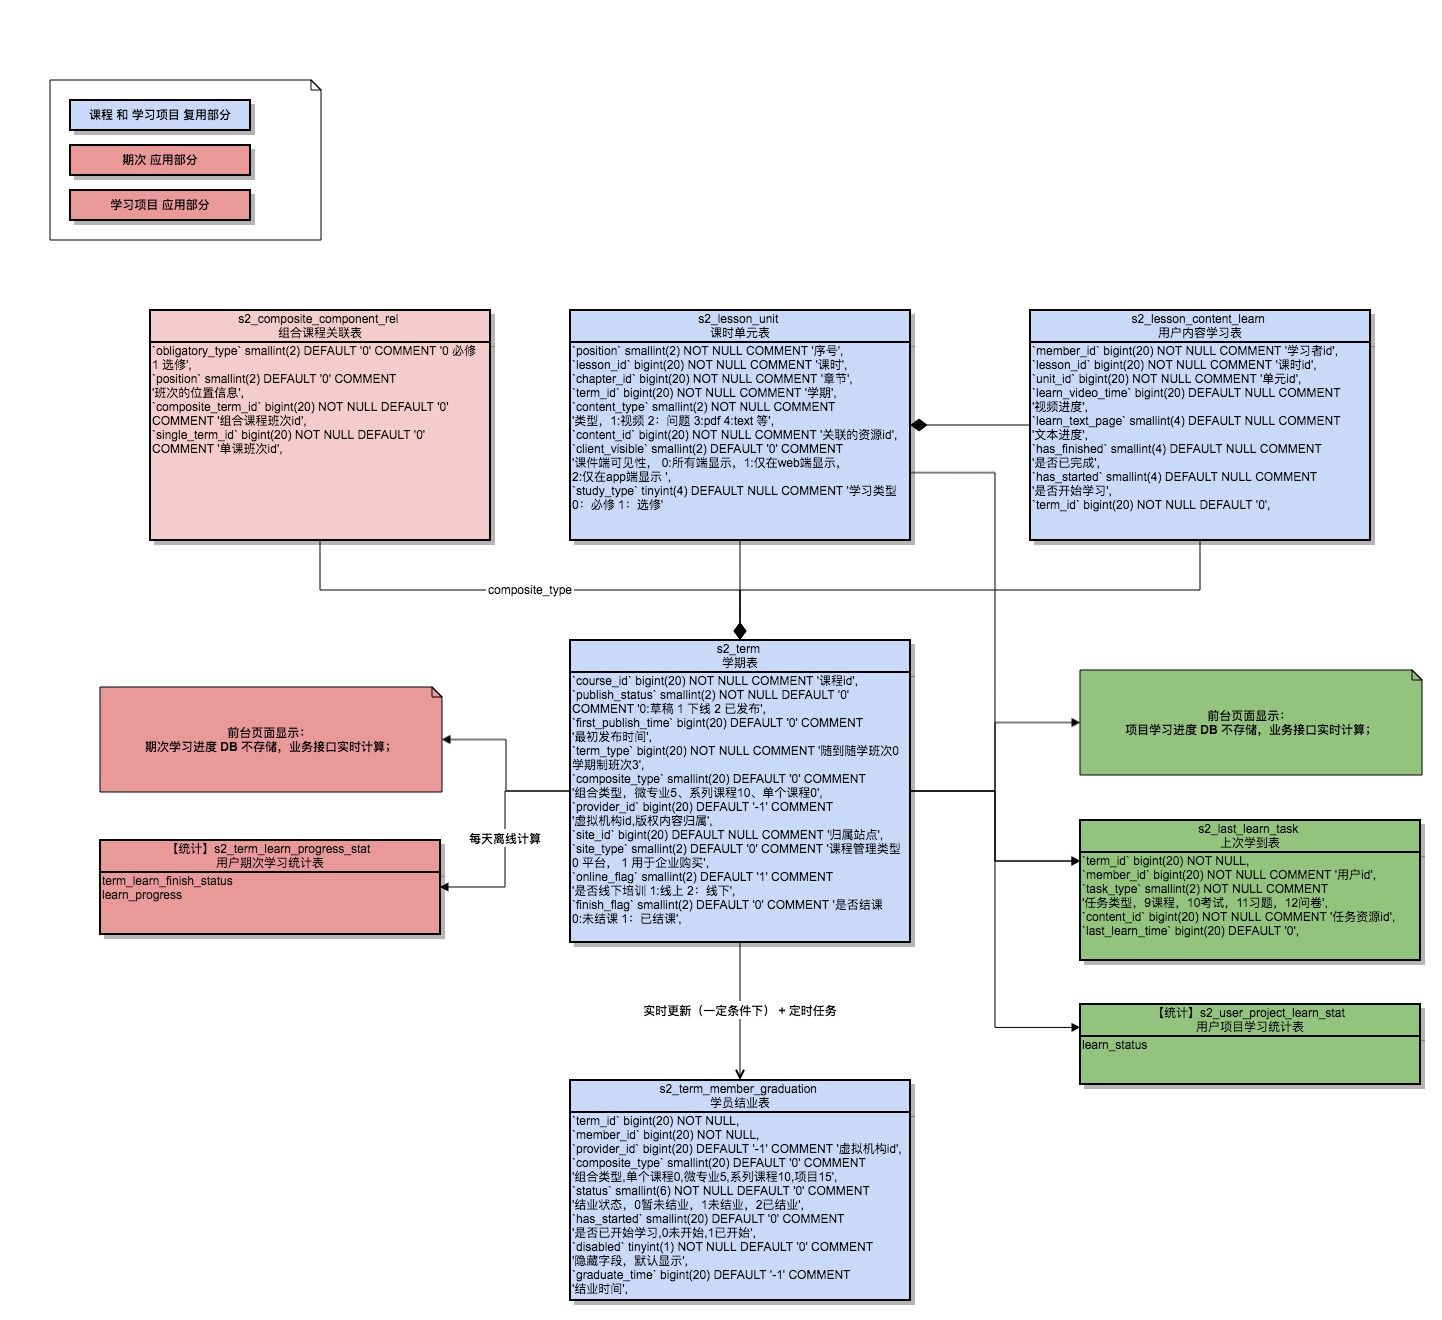 课程 和 学习项目 复用部分
期次 应用部分
学习项目 应用部分
s2_composite_component_rel
组合课程关联表
`obligatory_type` smallint(2) DEFAULT '0' COMMENT '0 必修
1 选修',
`position` smallint(2) DEFAULT '0' COMMENT
'班次的位置信息',
`composite_term_id` bigint(20) NOT NULL DEFAULT '0'
COMMENT '组合课程班次id',
`single_term_id` bigint(20) NOT NULL DEFAULT '0'
COMMENT '单课班次id',
s2_lesson_unit
课时单元表
`position` smallint(2) NOT NULL COMMENT '序号',
`lesson_id` bigint(20) NOT NULL COMMENT '课时',
`chapter_id` bigint(20) NOT NULL COMMENT '章节',
`term_id` bigint(20) NOT NULL COMMENT '学期',
`content_type` smallint(2) NOT NULL COMMENT
'类型，1:视频 2：问题 3:pdf 4:text 等',
`content_id` bigint(20) NOT NULL COMMENT '关联的资源id',
`client_visible` smallint(2) DEFAULT '0' COMMENT
'课件端可见性， 0:所有端显示，1:仅在web端显示，
2:仅在app端显示 ',
`study_type` tinyint(4) DEFAULT NULL COMMENT '学习类型
0：必修 1：选修'
s2_lesson_content_learn
用户内容学习表
`member_id` bigint(20) NOT NULL COMMENT '学习者id',
`lesson_id` bigint(20) NOT NULL COMMENT '课时id',
`unit_id` bigint(20) NOT NULL COMMENT '单元id',
`learn_video_time` bigint(20) DEFAULT NULL COMMENT
'视频进度',
`learn_text_page` smallint(4) DEFAULT NULL COMMENT
'文本进度',
`has_finished` smallint(4) DEFAULT NULL COMMENT
'是否已完成',
`has_started` smallint(4) DEFAULT NULL COMMENT
'是否开始学习',
`term_id` bigint(20) NOT NULL DEFAULT '0',
composite_type
s2_term
学期表
`course_id` bigint(20) NOT NULL COMMENT '课程id',
`publish_status` smallint(2) NOT NULL DEFAULT '0'
COMMENT '0:草稿 1 下线 2 已发布',
`first_publish_time` bigint(20) DEFAULT '0' COMMENT
'最初发布时间',
`term_type` bigint(20) NOT NULL COMMENT '随到随学班次0
学期制班次3',
`composite_type` smallint(20) DEFAULT '0' COMMENT
'组合类型，微专业5、系列课程10、单个课程0',
`provider_id` bigint(20) DEFAULT '-1' COMMENT
'虚拟机构id,版权内容归属',
`site_id` bigint(20) DEFAULT NULL COMMENT '归属站点',
`site_type` smallint(2) DEFAULT '0' COMMENT '课程管理类型
0 平台， 1 用于企业购买',
`online_flag` smallint(2) DEFAULT '1' COMMENT
'是否线下培训 1:线上 2：线下',
`finish_flag` smallint(2) DEFAULT '0' COMMENT '是否结课
0:未结课 1：已结课',
前台页面显示：
期次学习进度 DB 不存储，业务接口实时计算；
每天离线计算
【统计】s2_term_learn_progress_stat
用户期次学习统计表
term_learn_finish_status
learn_progress
前台页面显示：
项目学习进度 DB 不存储，业务接口实时计算；
s2_last_learn_task
上次学到表
`term_id` bigint(20) NOT NULL,
`member_id` bigint(20) NOT NULL COMMENT '用户id',
`task_type` smallint(2) NOT NULL COMMENT
'任务类型，9课程，10考试，11习题，12问卷',
`content_id` bigint(20) NOT NULL COMMENT '任务资源id',
`last_learn_time` bigint(20) DEFAULT '0',
【统计】s2_user_project_learn_stat
用户项目学习统计表
learn_status
实时更新（一定条件下） + 定时任务
s2_term_member_graduation
学员结业表
`term_id` bigint(20) NOT NULL,
`member_id` bigint(20) NOT NULL,
`provider_id` bigint(20) DEFAULT '-1' COMMENT '虚拟机构id',
`composite_type` smallint(20) DEFAULT '0' COMMENT
'组合类型,单个课程0,微专业5,系列课程10,项目15',
`status` smallint(6) NOT NULL DEFAULT '0' COMMENT
'结业状态，0暂未结业，1未结业，2已结业',
`has_started` smallint(20) DEFAULT '0' COMMENT
'是否已开始学习,0未开始,1已开始',
`disabled` tinyint(1) NOT NULL DEFAULT '0' COMMENT
'隐藏字段，默认显示',
`graduate_time` bigint(20) DEFAULT '-1' COMMENT
'结业时间',